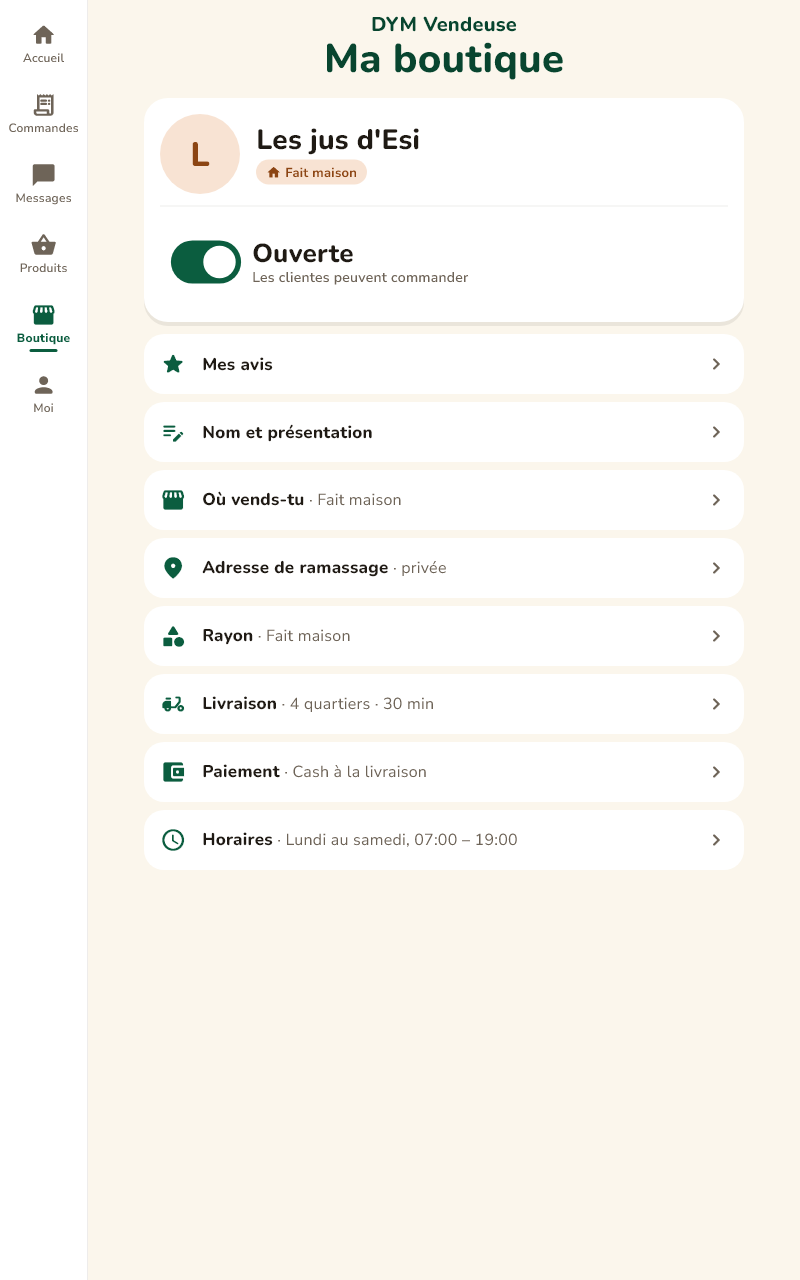 DYM Vendeuse
Ma boutique
Accueil
Commandes
Messages
Produits
Boutique
Moi
L
Les jus d'Esi
Fait maison
Ouverte
Les clientes peuvent commander
Mes avis
Nom et présentation
Où vends-tu · Fait maison
Adresse de ramassage · privée
Rayon · Fait maison
Livraison · 4 quartiers · 30 min
Paiement · Cash à la livraison
Horaires · Lundi au samedi, 07:00 – 19:00